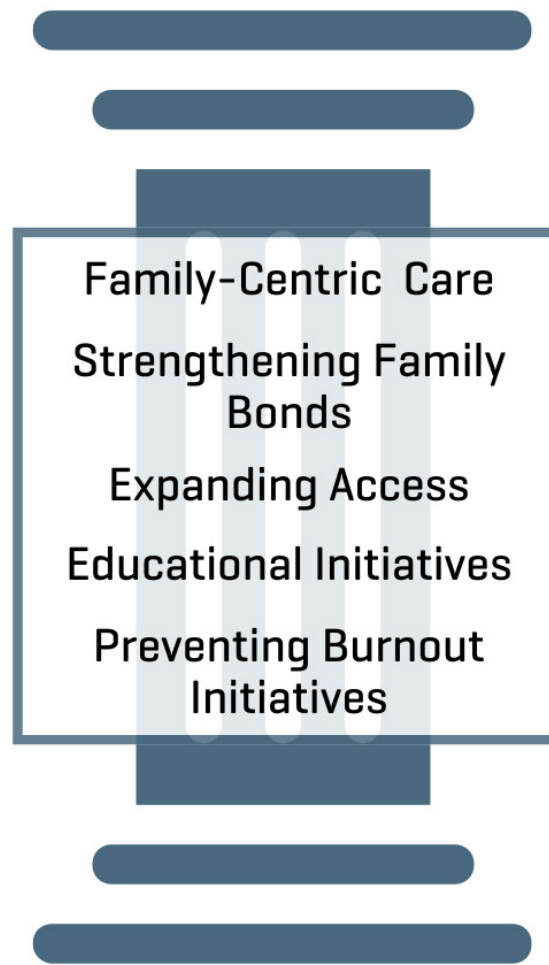 Family-Centric Care
Strengthening Family
Bonds
Expanding Access
Educational Initiatives
Preventing Burnout
Initiatives